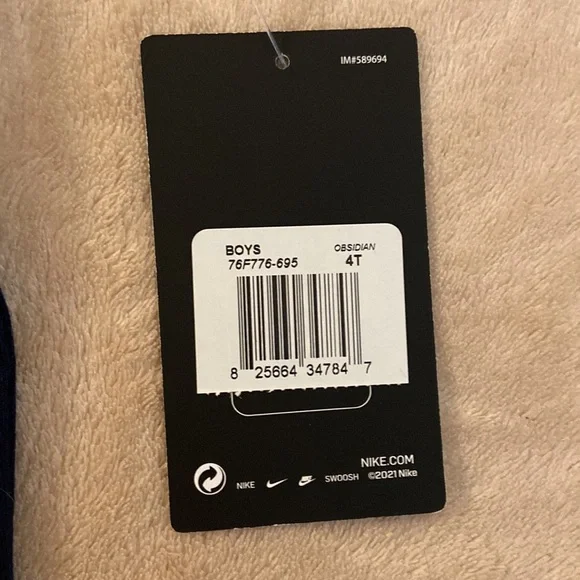 IM#589694
BOYS OBSIDIAN
76F776-695 4T
8 25664 34784 7
NIKE.COM
NIKE SWOOSH ©2021 Nike